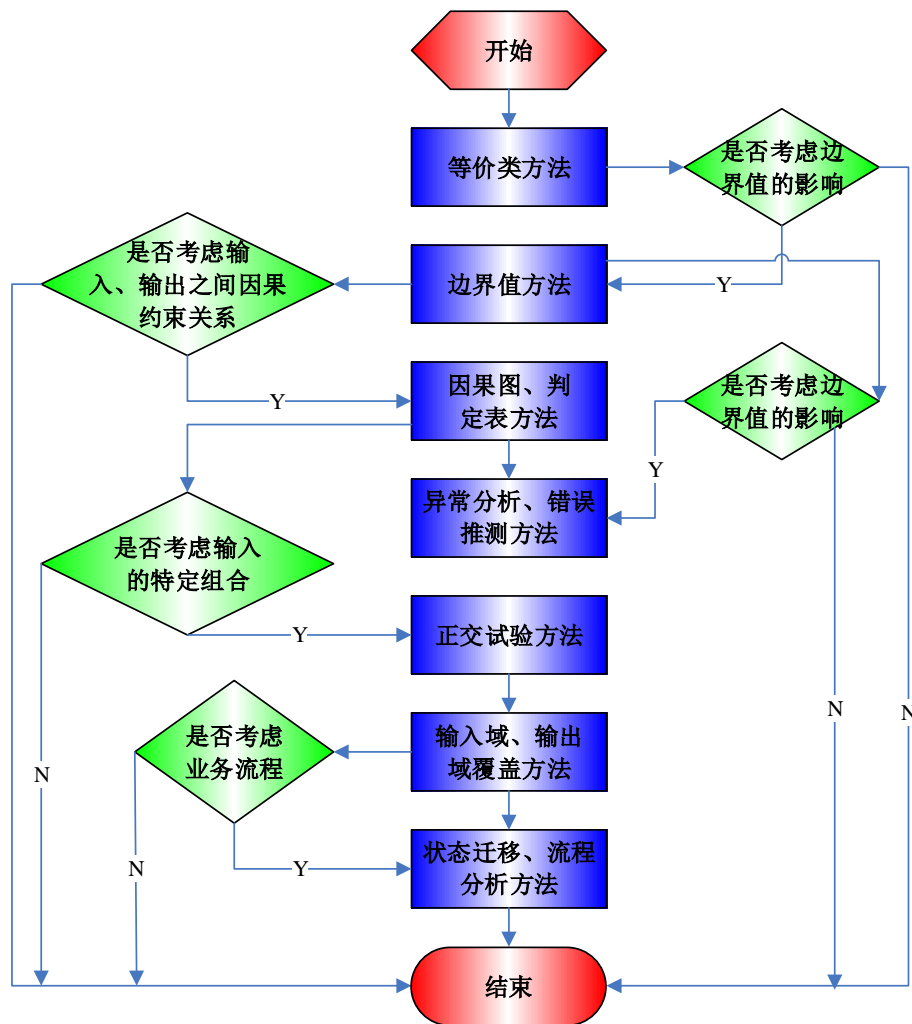 开始
等价类方法
是否考虑边
界值的影响
是否考虑输
入、输出之间因果
约束关系
边界值方法
Y
因果图、判
定表方法
Y
是否考虑边
界值的影响
Y
异常分析、错误
推测方法
是否考虑输入
的特定组合
Y
正交试验方法
是否考虑
业务流程
输入域、输出
域覆盖方法
N
N
N
N
Y
状态迁移、流程
分析方法
结束